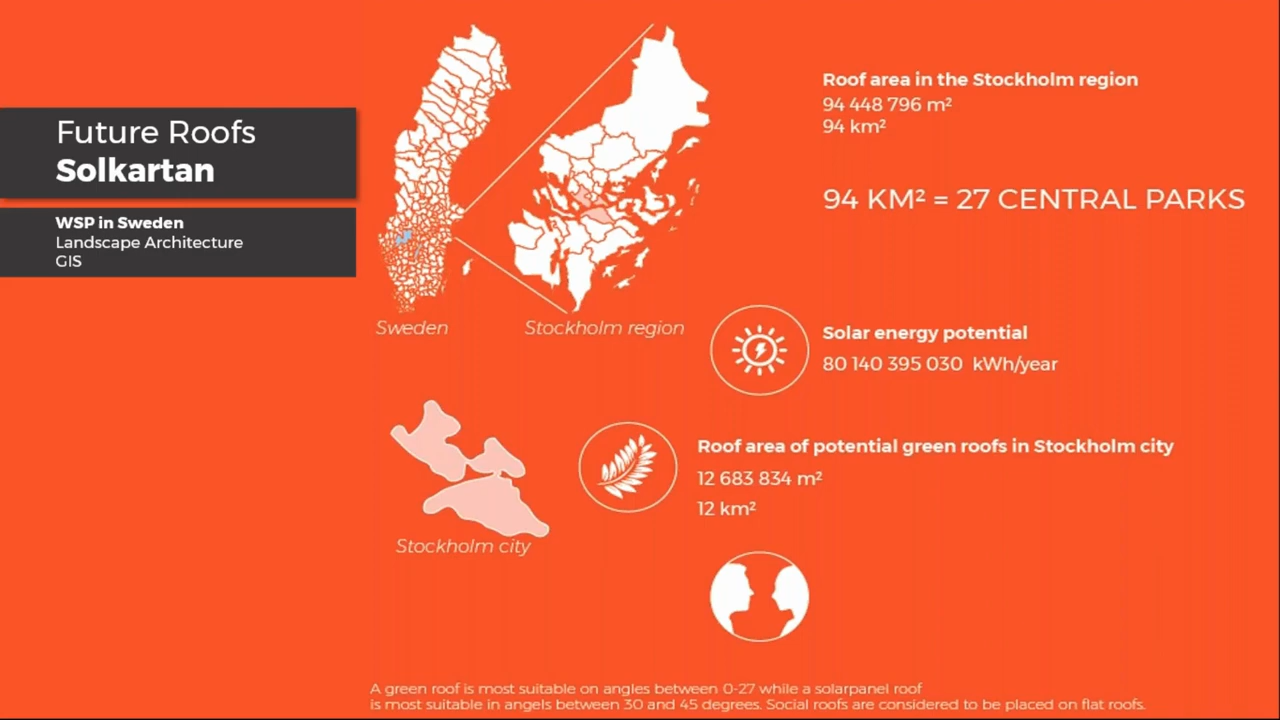 Future Roofs
Solkartan
WSP in Sweden
Landscape Architecture
GIS
Sweden
Stockholm region
Roof area in the Stockholm region
94 448 796 m²
94 km²
94 KM² = 27 CENTRAL PARKS
Solar energy potential
80 140 395 030 kWh/year
Stockholm city
Roof area of potential green roofs in Stockholm city
12 683 834 m²
12 km²
A green roof is most suitable on angles between 0-27 while a solarpanel roof
is most suitable in angels between 30 and 45 degrees. Social roofs are considered to be placed on flat roofs.